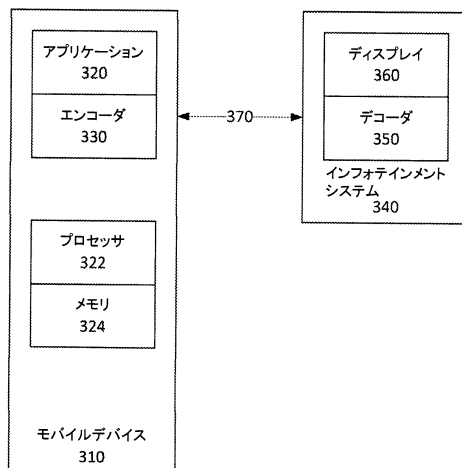 アプリケーション
320
エンコーダ
330
プロセッサ
322
メモリ
324
モバイルデバイス
310
370
ディスプレイ
360
デコーダ
350
インフォテインメント
システム
340